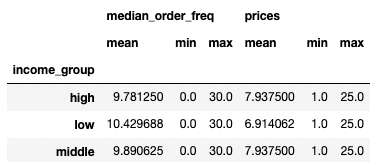 median_order_freq prices
mean min max mean min max
income_group
high 9.781250 0.0 30.0 7.937500 1.0 25.0
low 10.429688 0.0 30.0 6.914062 1.0 25.0
middle 9.890625 0.0 30.0 7.937500 1.0 25.0